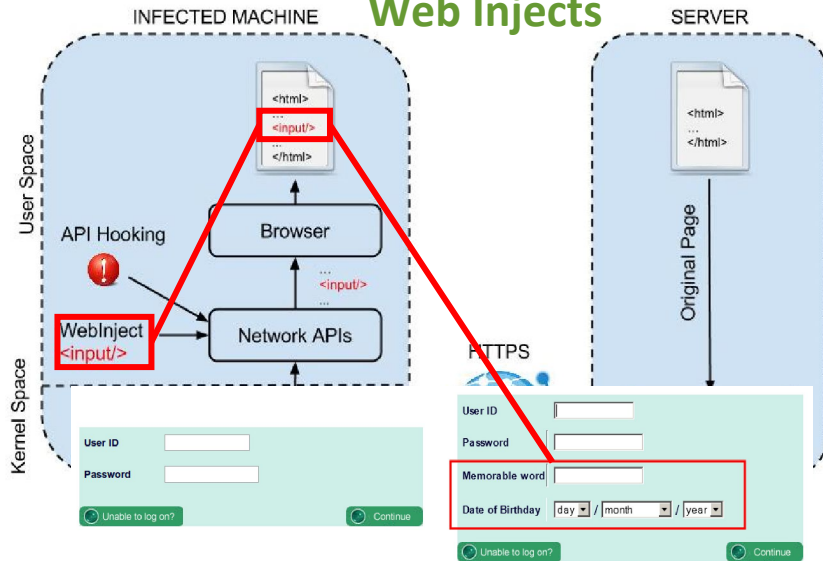 Web Injects
INFECTED MACHINE
SERVER
User Space
Kernel Space
<html>
...
<input/>
...
</html>
Browser
API Hooking
!
...
<input/>
...
WebInject
<input/>
Network APIs
HTTPS
<html>
...
</html>
Original Page
User ID
Password
Unable to log on?
Continue
User ID
Password
Memorable word
Date of Birthday day / month / year
Unable to log on?
Continue